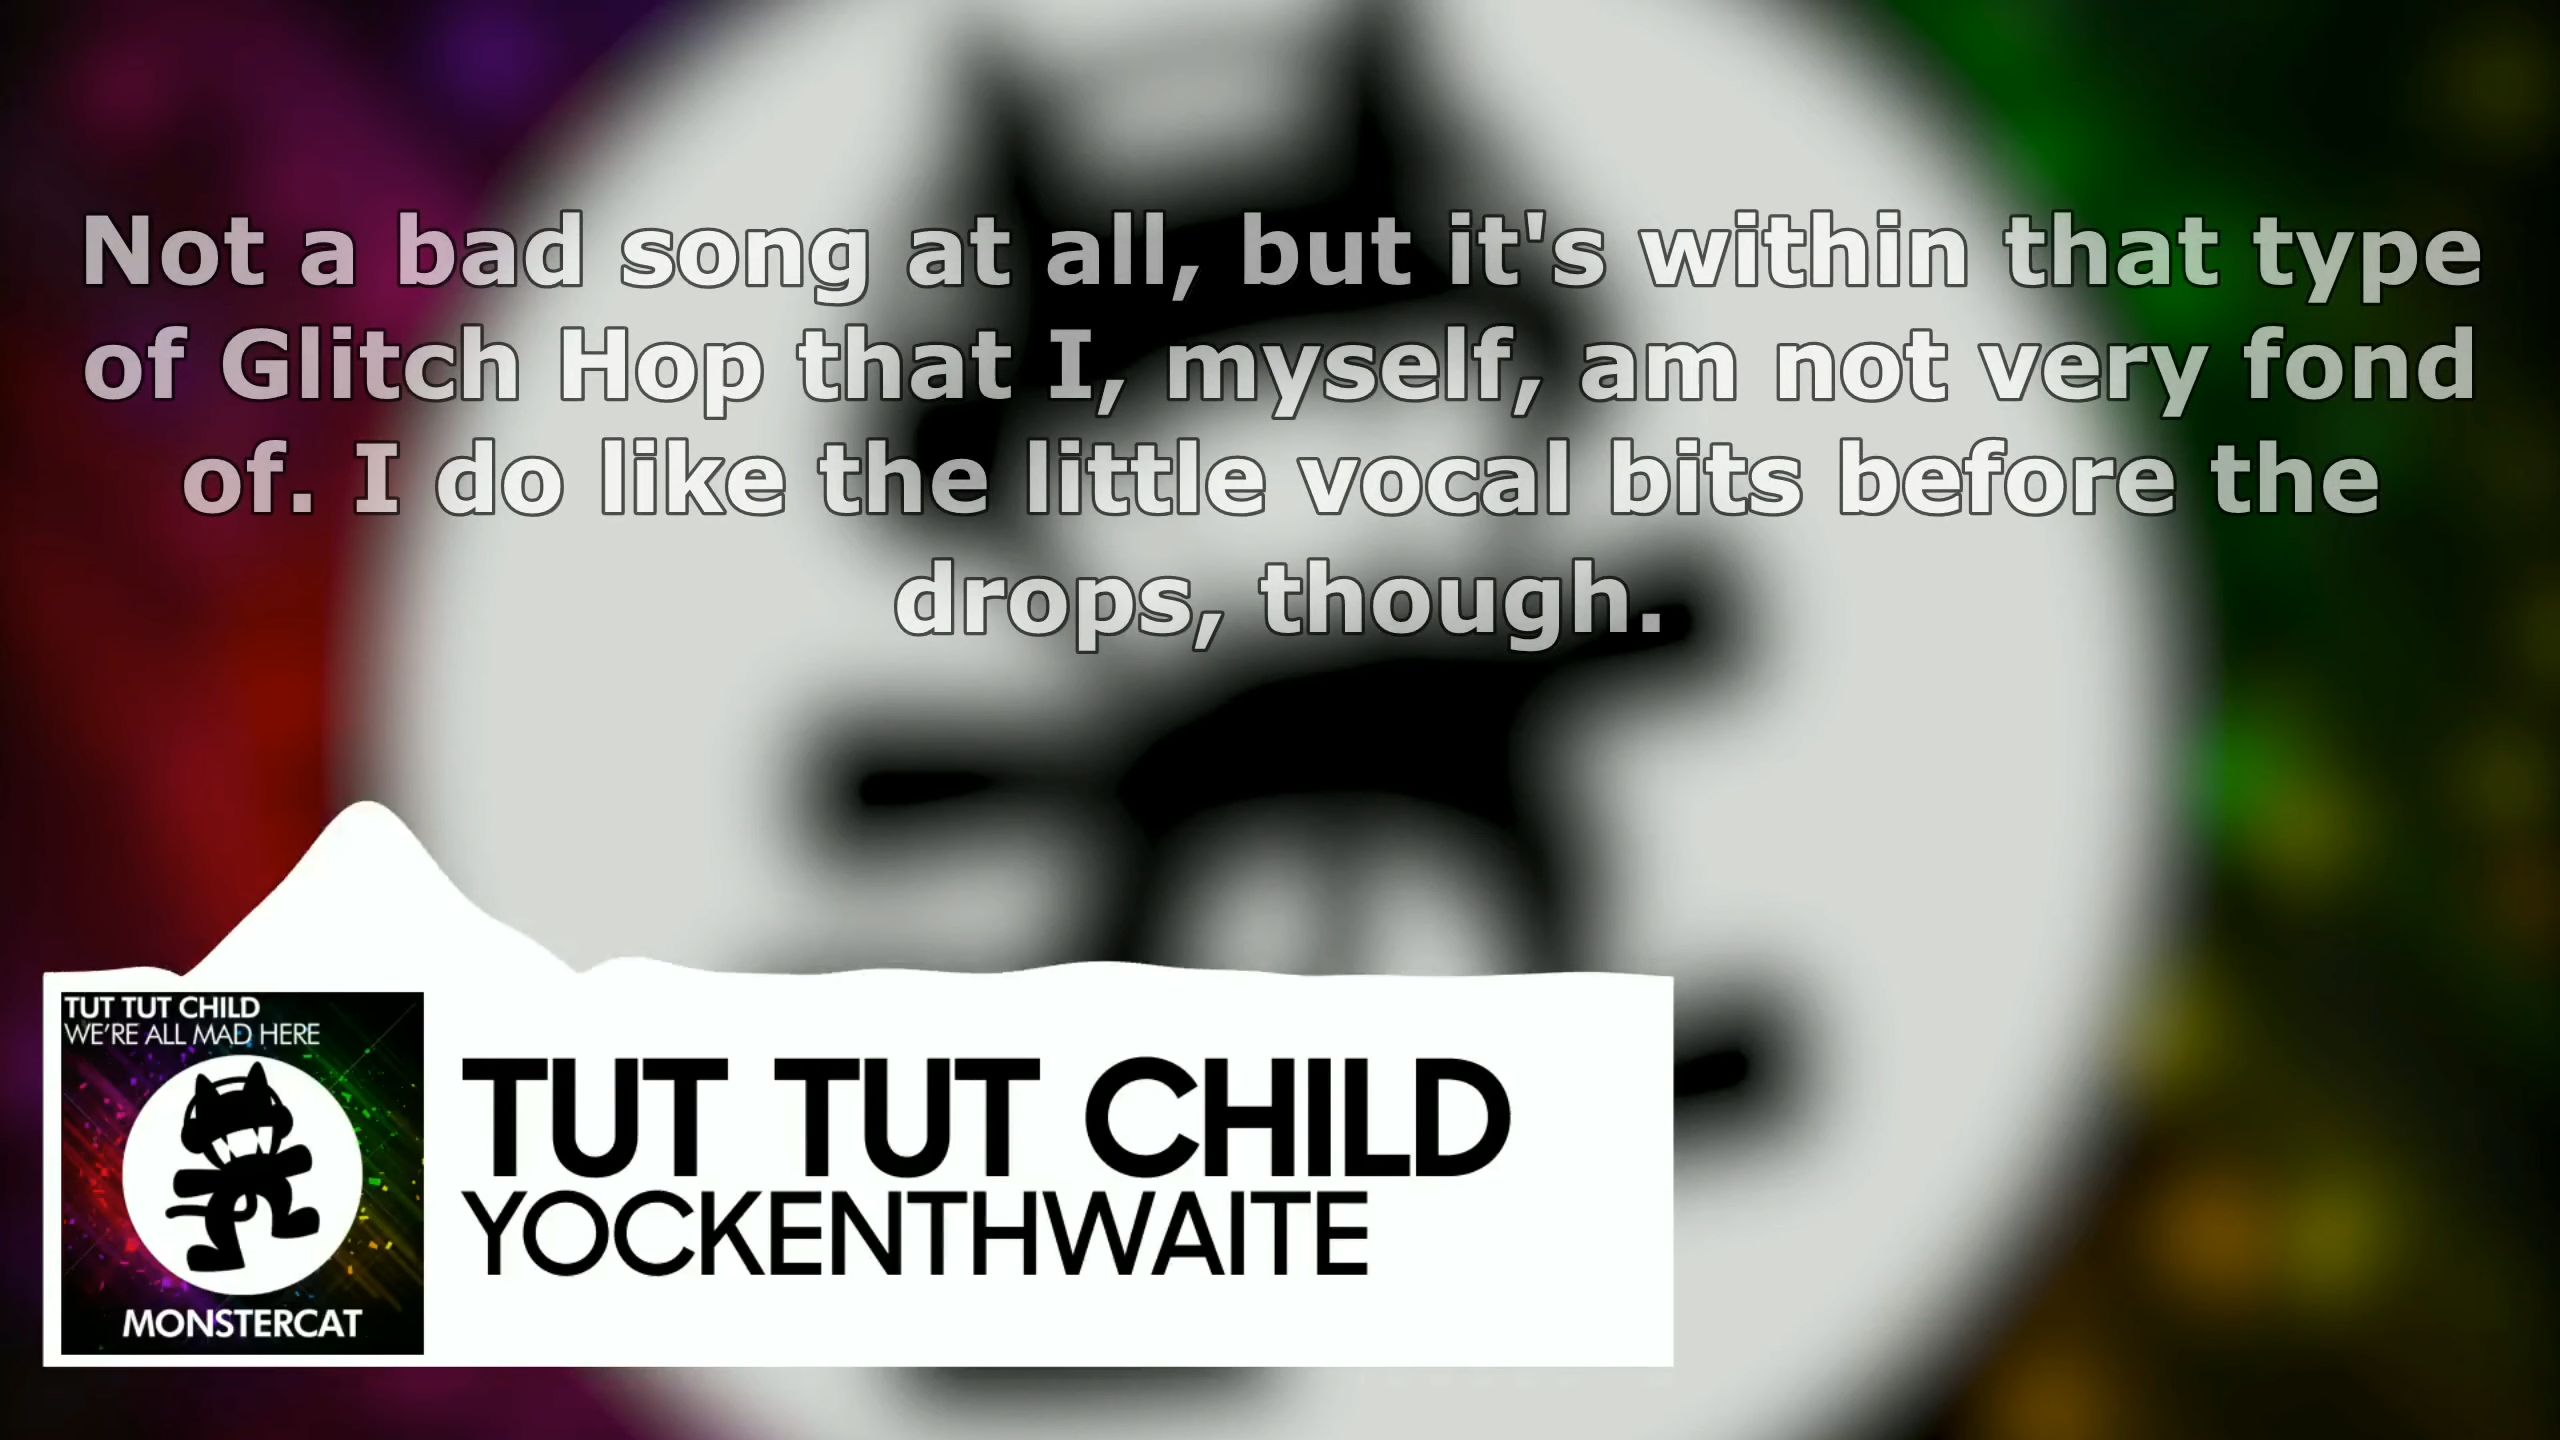 Not a bad song at all, but it's within that type
of Glitch Hop that I, myself, am not very fond
of. I do like the little vocal bits before the
drops, though.
TUT TUT CHILD
WE'RE ALL MAD HERE
MONSTERCAT
TUT TUT CHILD
YOCKENTHWAITE